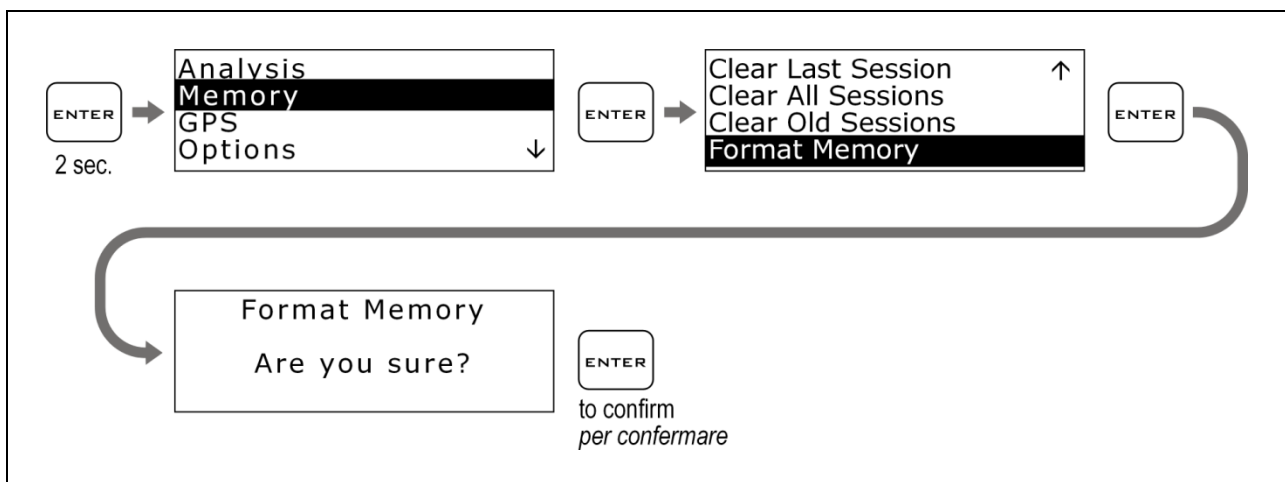 ENTER
2 sec.
Analysis
Memory
GPS
Options ↓
ENTER
Clear Last Session ↑
Clear All Sessions
Clear Old Sessions
Format Memory
ENTER
Format Memory
Are you sure?
ENTER
to confirm
per confermare